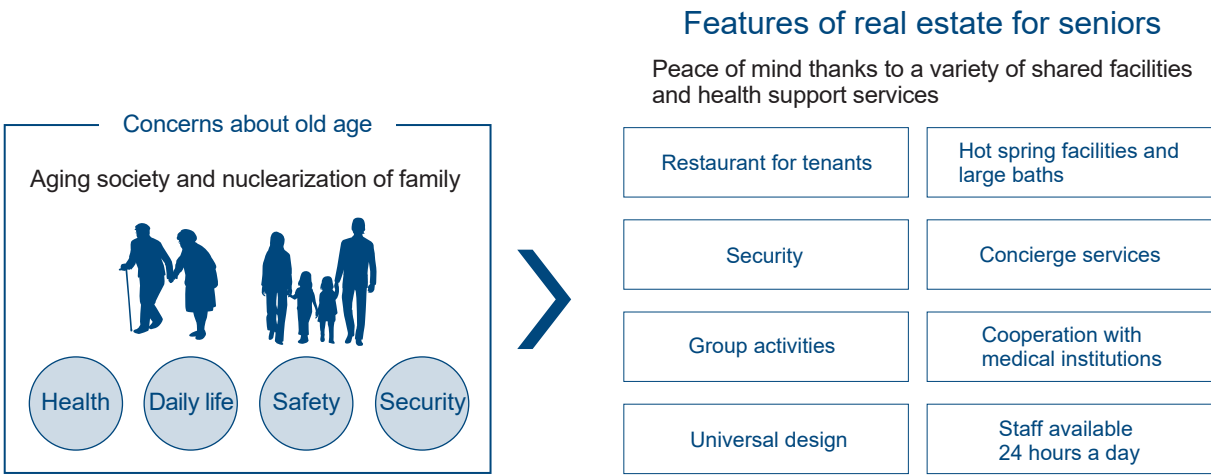 Concerns about old age
Aging society and nuclearization of family
Health
Daily life
Safety
Security
Features of real estate for seniors
Peace of mind thanks to a variety of shared facilities
and health support services
Restaurant for tenants
Hot spring facilities and
large baths
Security
Concierge services
Group activities
Cooperation with
medical institutions
Universal design
Staff available
24 hours a day